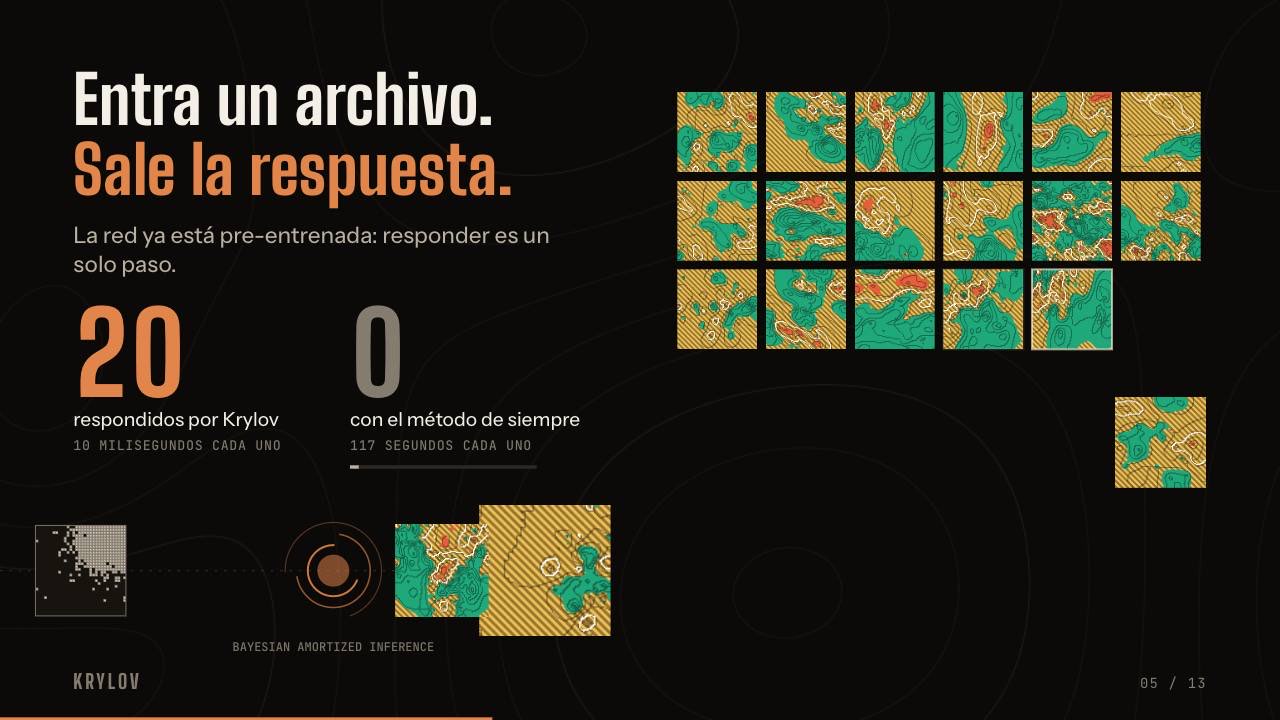 Entra un archivo.
Sale la respuesta.
La red ya está pre-entrenada: responder es un
solo paso.
20
respondidos por Krylov
10 MILISEGUNDOS CADA UNO
0
con el método de siempre
117 SEGUNDOS CADA UNO
BAYESIAN AMORTIZED INFERENCE
KRYLOV
05 / 13